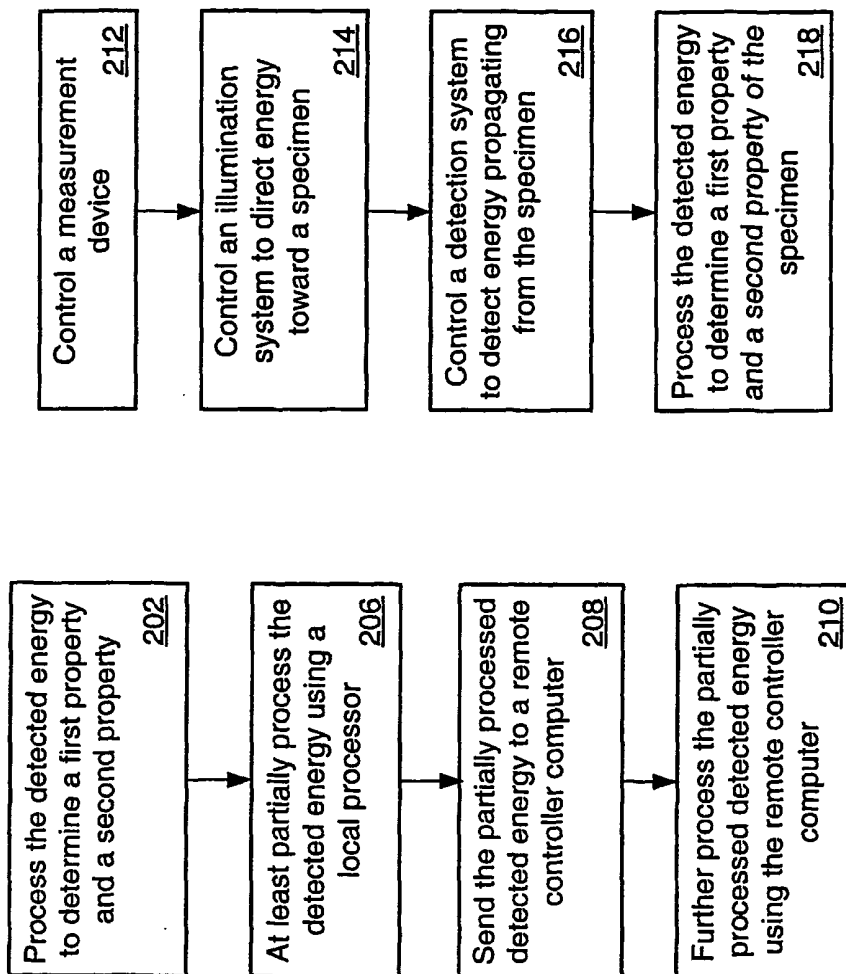 Control a measurement
device
212
Control an illumination
system to direct energy
toward a specimen
214
Control a detection system
to detect energy propagating
from the specimen
216
Process the detected energy
to determine a first property
and a second property of the
specimen
218
Process the detected energy
to determine a first property
and a second property
202
At least partially process the
detected energy using a
local processor
206
Send the partially processed
detected energy to a remote
controller computer
208
Further process the partially
processed detected energy
using the remote controller
computer
210